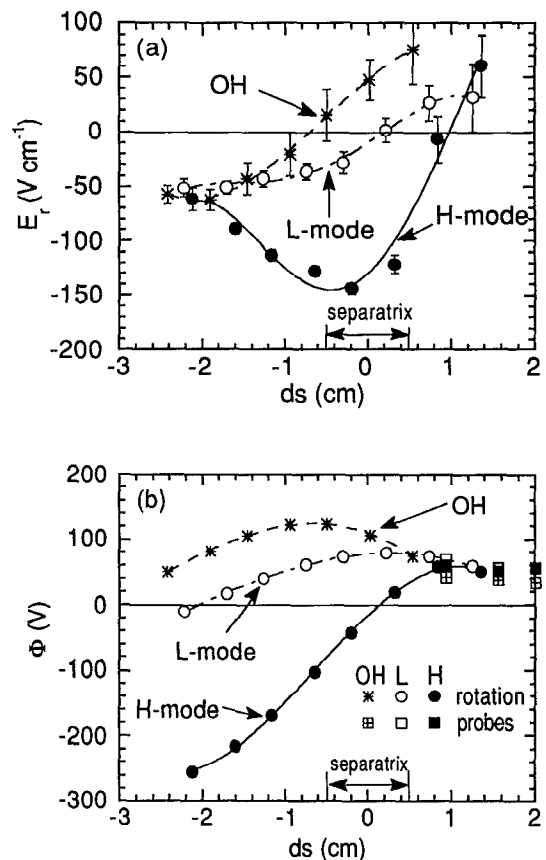 (a)
100
50
0
-50
-100
-150
-200
E_r (V cm⁻¹)
OH
L-mode
H-mode
separatrix
-3 -2 -1 0 1 2
ds (cm)
(b)
200
100
0
-100
-200
-300
Φ (V)
OH
L-mode
H-mode
OH L H
rotation
probes
separatrix
-3 -2 -1 0 1 2
ds (cm)